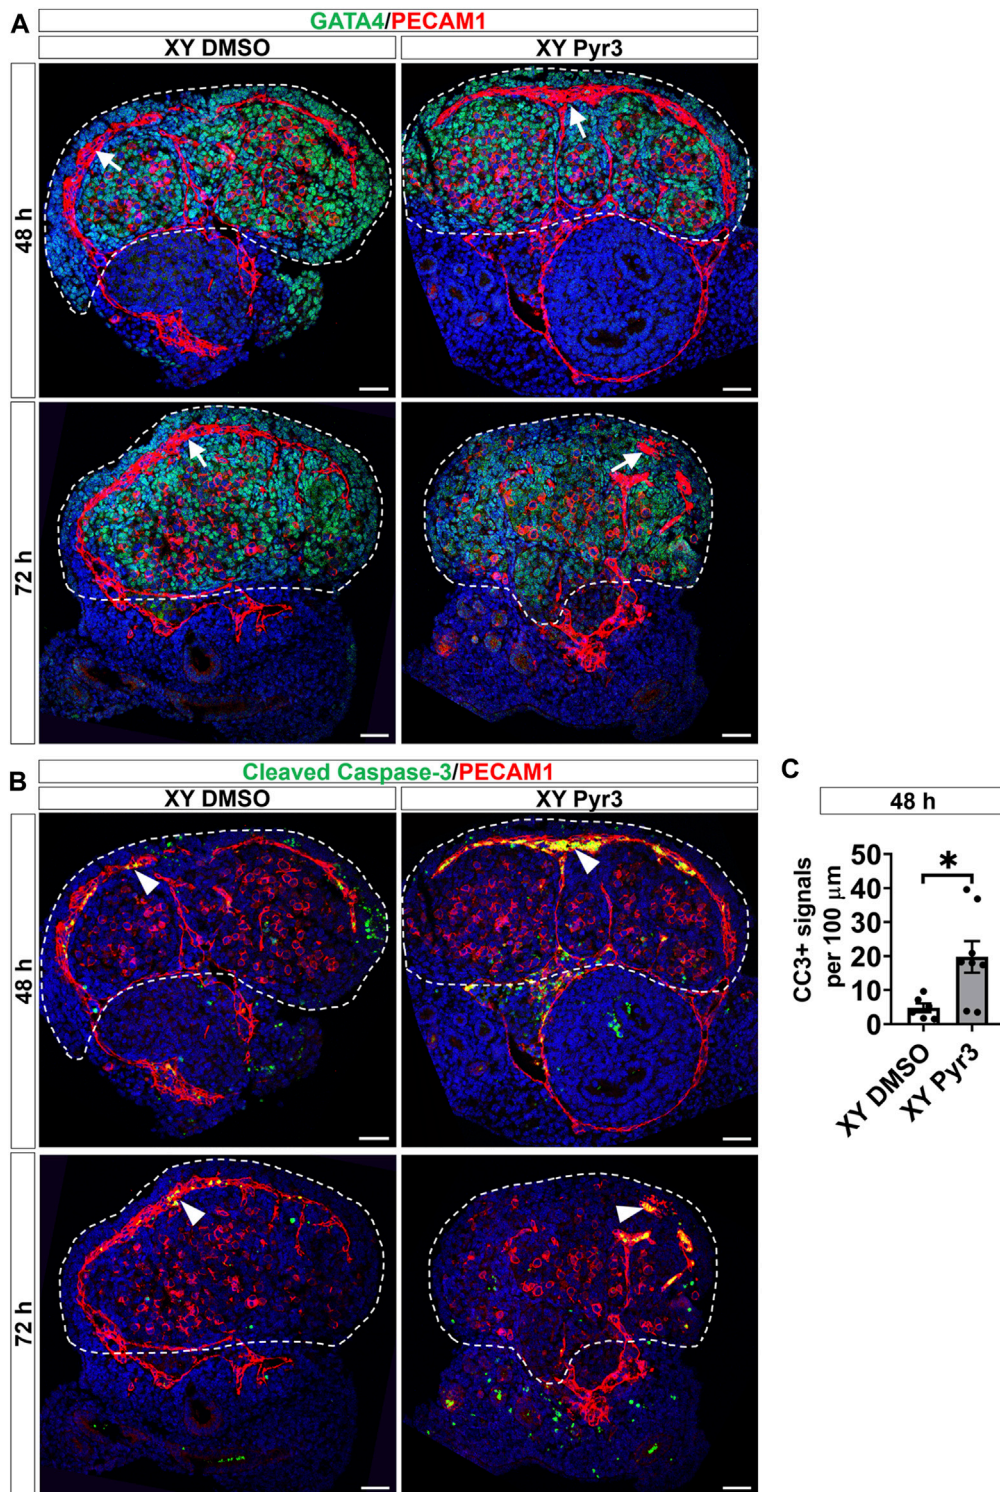 A
GATA4/PECAM1
XY DMSO
XY Pyr3
48 h
72 h
B
Cleaved Caspase-3/PECAM1
XY DMSO
XY Pyr3
48 h
72 h
C
48 h
CC3+ signals
per 100 μm
50
40
30
20
10
0
*
XY DMSO
XY Pyr3